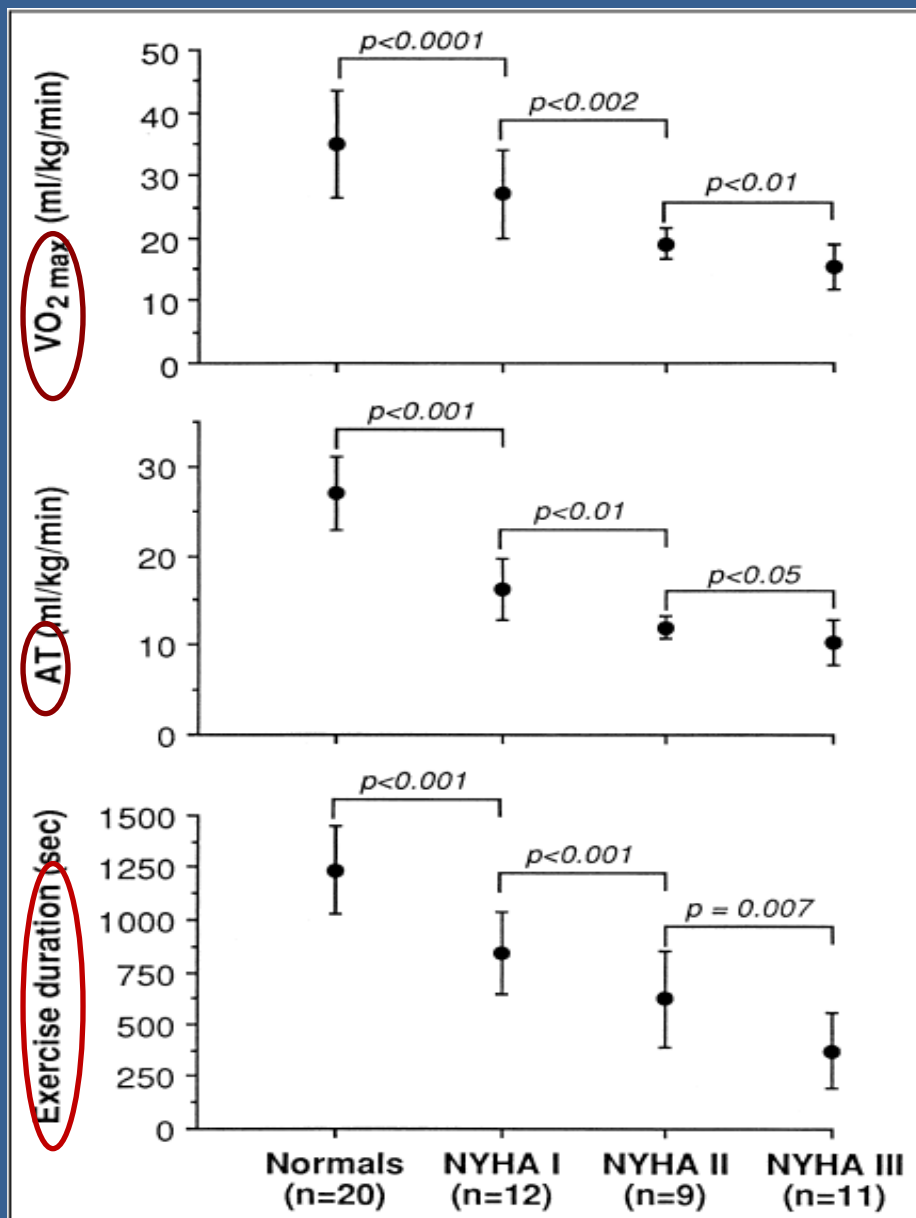 VO2 max (ml/kg/min)
50
40
30
20
10
0
p<0.0001
p<0.002
p<0.01
AT (ml/kg/min)
30
20
10
0
p<0.001
p<0.01
p<0.05
Exercise duration (sec)
1500
1250
1000
750
500
250
0
p<0.001
p<0.001
p = 0.007
Normals NYHA I NYHA II NYHA III
(n=20) (n=12) (n=9) (n=11)